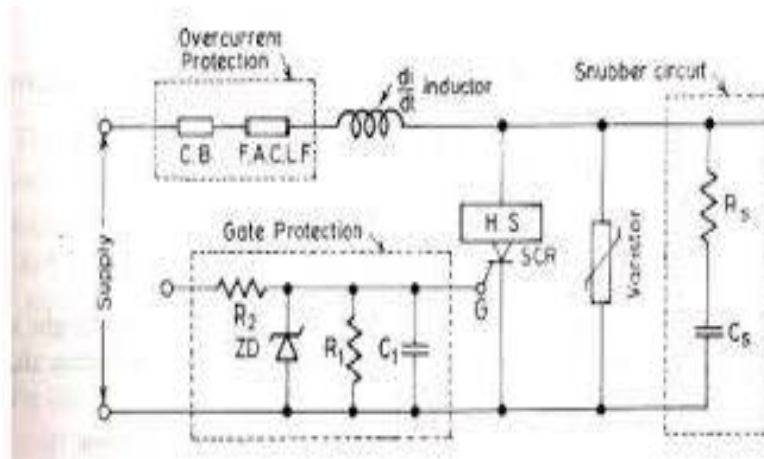 Overcurrent
Protection
di
dt inductor
Snubber circuit
C.B.
F.A.C.L.F.
H.S
SCR
Gate Protection
Supply
R2
ZD
R1
C1
G
Varistor
Rs
Cs